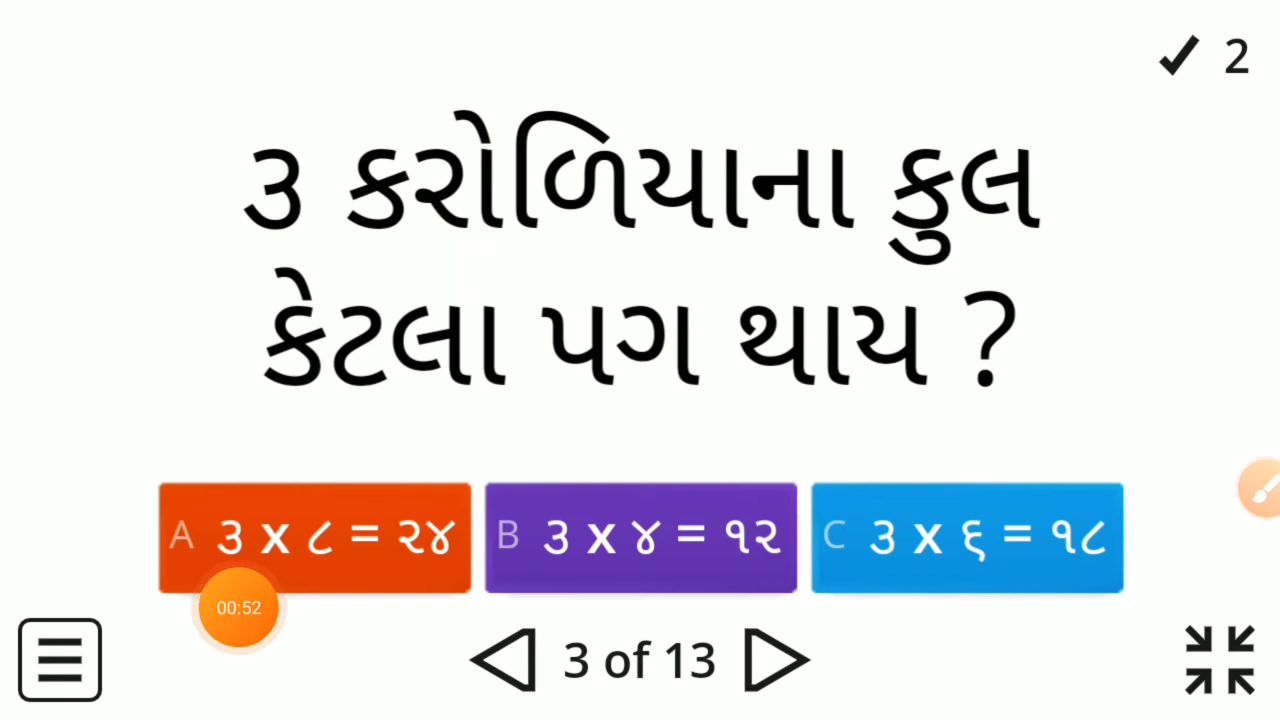 2
૩ કરોળિયાના કુલ
કેટલા પગ થાય ?
A ૩ x ૮ = ૨૪
B ૩ x ૪ = ૧૨
C ૩ x ૬ = ૧૮
00:52
3 of 13